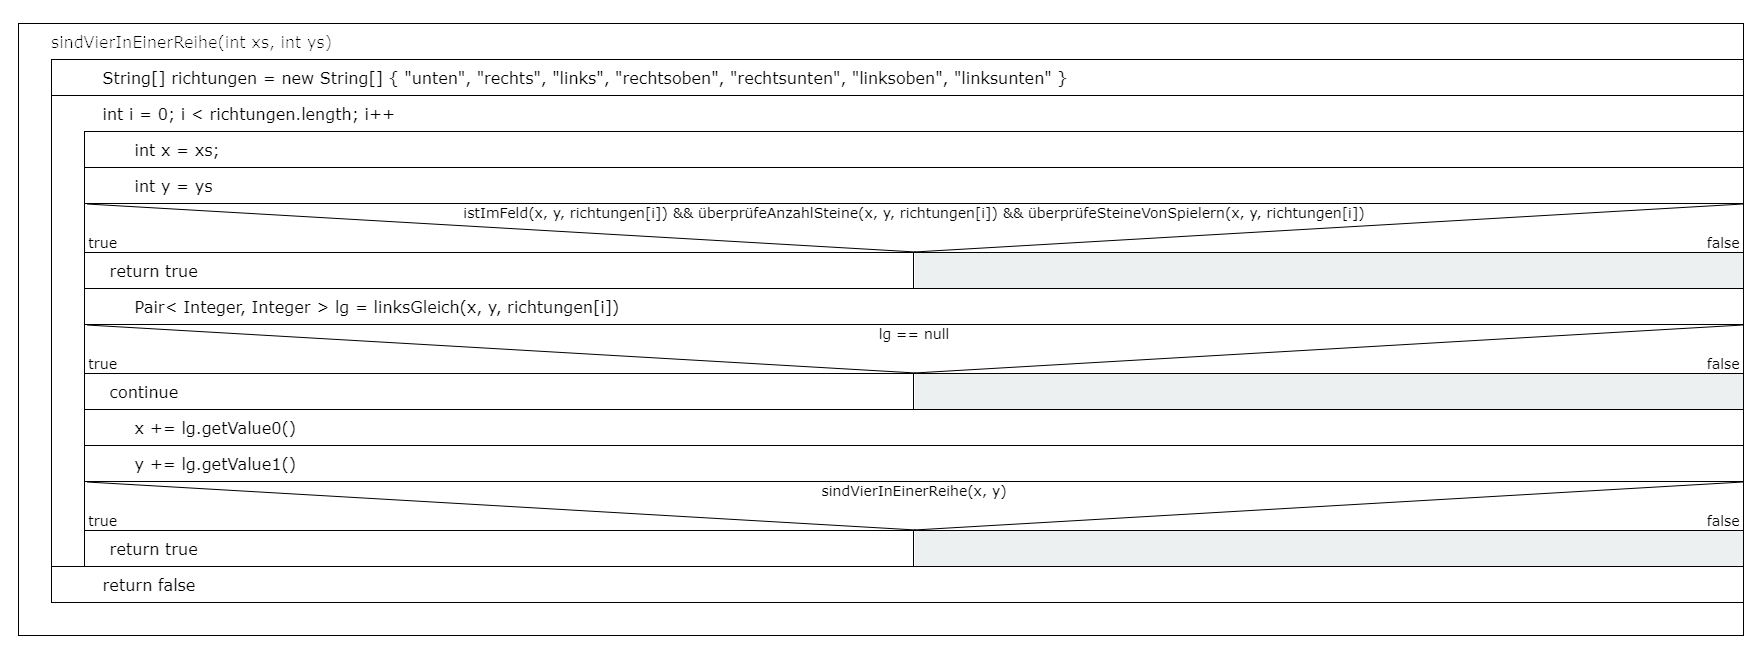 sindVierInEinerReihe(int xs, int ys)
String[] richtungen = new String[] { "unten", "rechts", "links", "rechtsoben", "rechtsunten", "linksoben", "linksunten" }
int i = 0; i < richtungen.length; i++
int x = xs;
int y = ys
istImFeld(x, y, richtungen[i]) && überprüfeAnzahlSteine(x, y, richtungen[i]) && überprüfeSteineVonSpielern(x, y, richtungen[i])
true false
return true
Pair< Integer, Integer > lg = linksGleich(x, y, richtungen[i])
lg == null
true false
continue
x += lg.getValue0()
y += lg.getValue1()
sindVierInEinerReihe(x, y)
true false
return true
return false